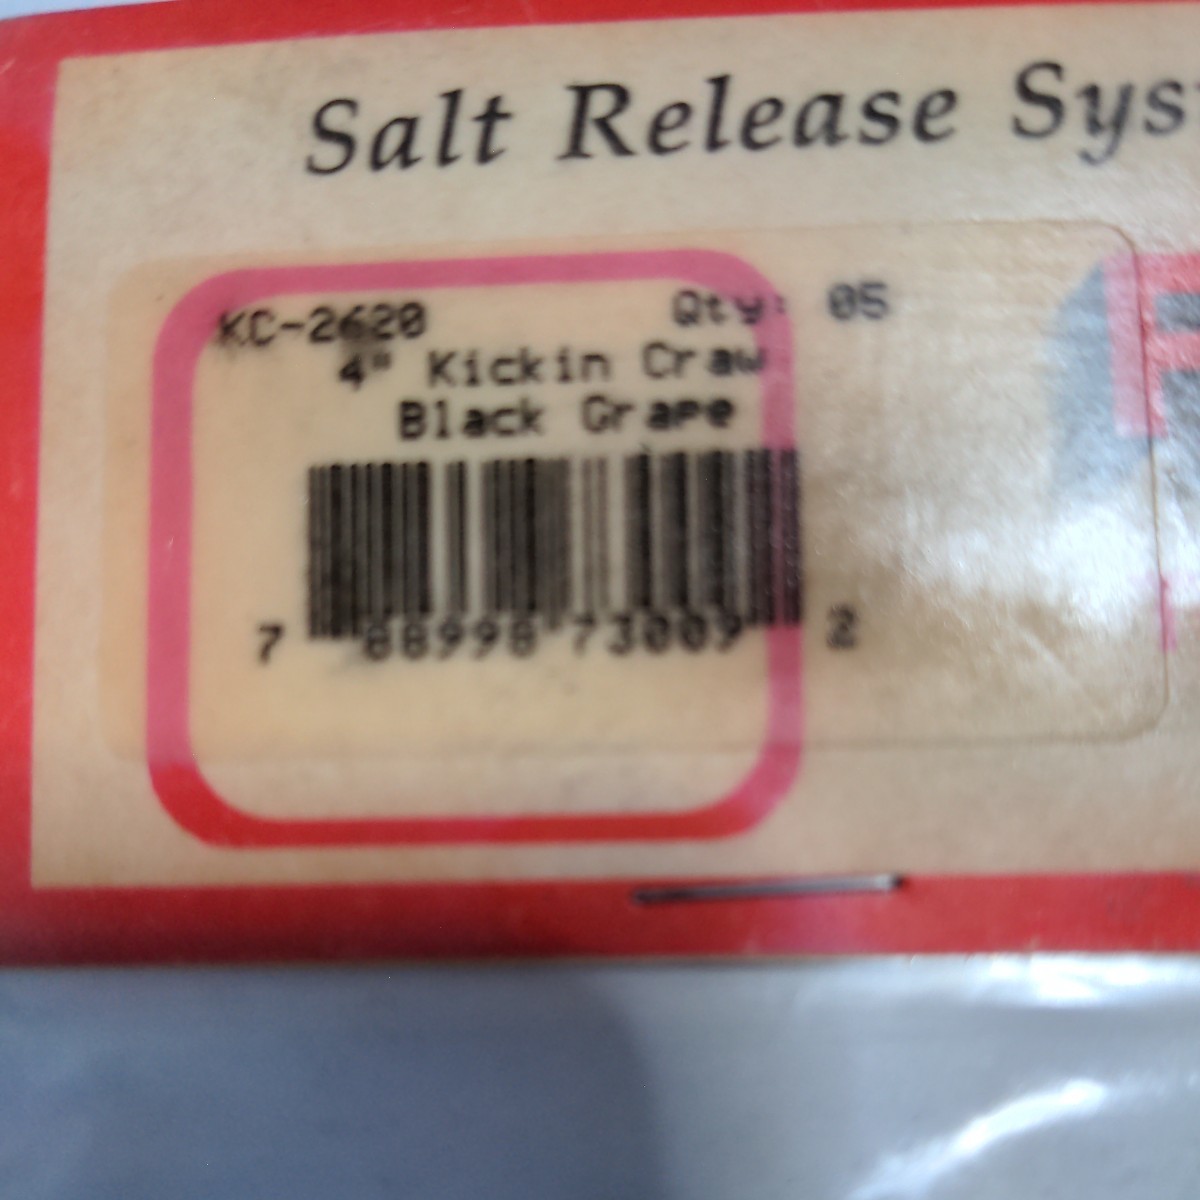 Salt Release Sys
KC-2620 Qty: 05
4" Kickin Craw
Black Grape
7 88998 73009 2